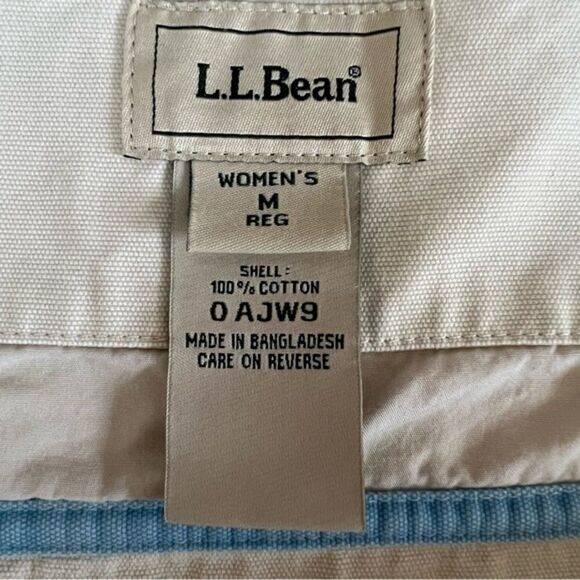 L.L.Bean®
WOMEN'S
M
REG
SHELL:
100% COTTON
0 AJW9
MADE IN BANGLADESH
CARE ON REVERSE